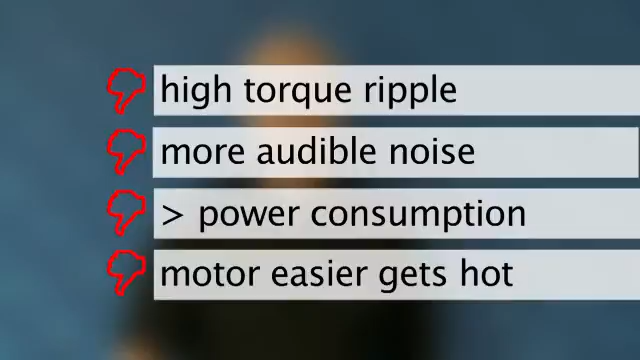 high torque ripple
more audible noise
> power consumption
motor easier gets hot